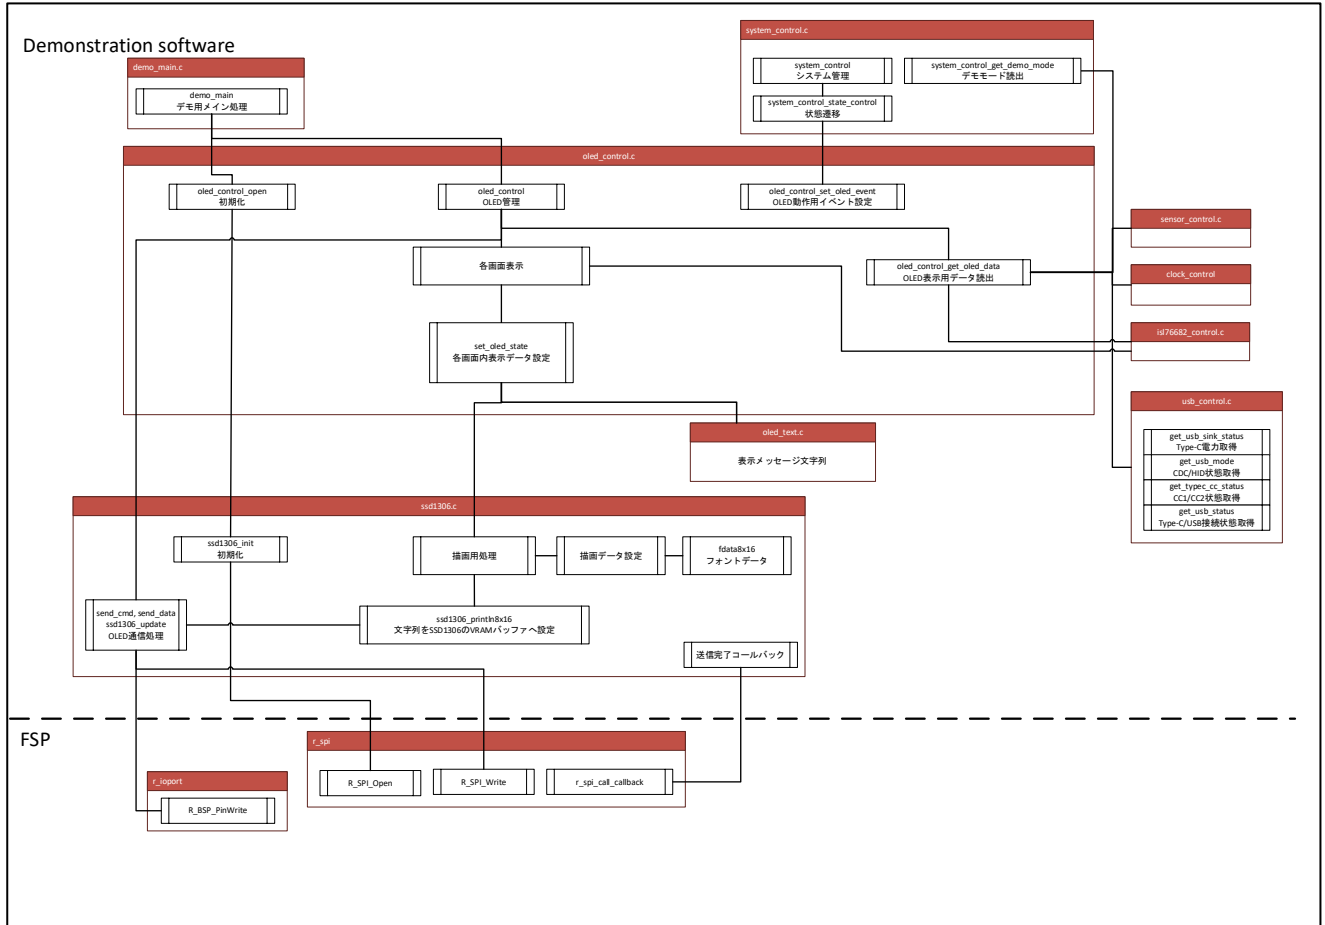 Demonstration software
demo_main.c
demo_main
デモ用メイン処理
system_control.c
system_control
システム管理
system_control_get_demo_mode
デモモード読出
system_control_state_control
状態遷移
oled_control.c
oled_control_open
初期化
oled_control
OLED管理
oled_control_set_oled_event
OLED動作用イベント設定
各画面表示
oled_control_get_oled_data
OLED表示用データ読出
set_oled_state
各画面内表示データ設定
sensor_control.c
clock_control
isl76682_control.c
usb_control.c
get_usb_sink_status
Type-C電力取得
get_usb_mode
CDC/HID状態取得
get_typec_cc_status
CC1/CC2状態取得
get_usb_status
Type-C/USB接続状態取得
oled_text.c
表示メッセージ文字列
ssd1306.c
ssd1306_init
初期化
描画用処理
描画データ設定
fdata8x16
フォントデータ
send_cmd, send_data
ssd1306_update
OLED通信処理
ssd1306_println8x16
文字列をSSD1306のVRAMバッファへ設定
送信完了コールバック
FSP
r_spi
R_SPI_Open
R_SPI_Write
r_spi_call_callback
r_ioport
R_BSP_PinWrite